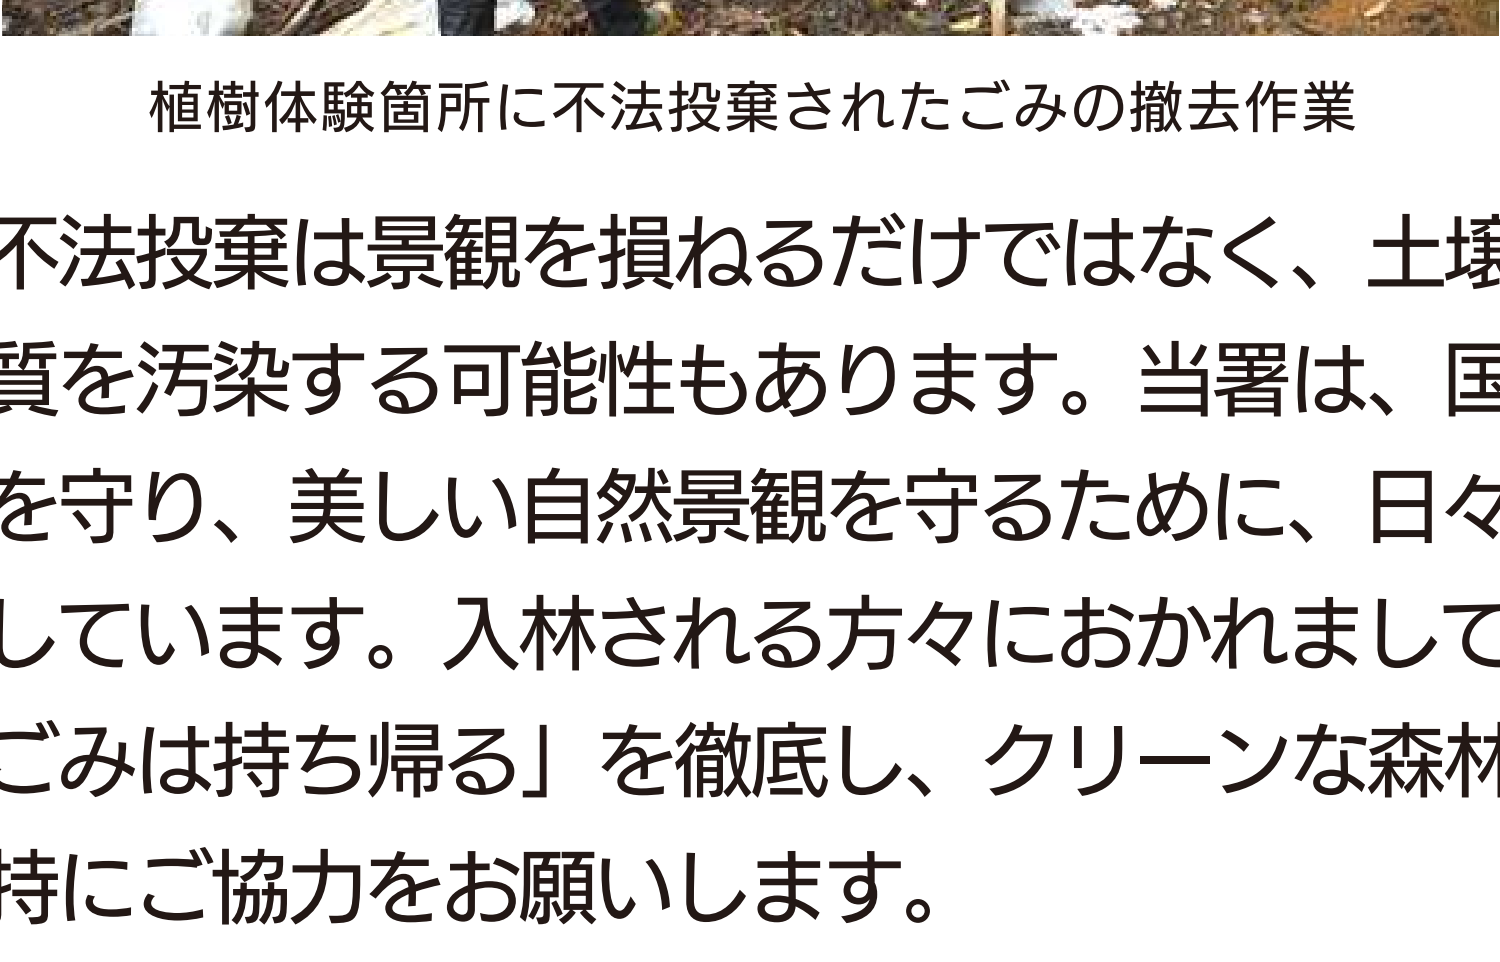 植樹体験箇所に不法投棄されたごみの撤去作業
不法投棄は景観を損ねるだけではなく、土壌
質を汚染する可能性もあります。当署は、国
を守り、美しい自然景観を守るために、日々
しています。入林される方々におかれまして
ごみは持ち帰る」を徹底し、クリーンな森林
持にご協力をお願いします。